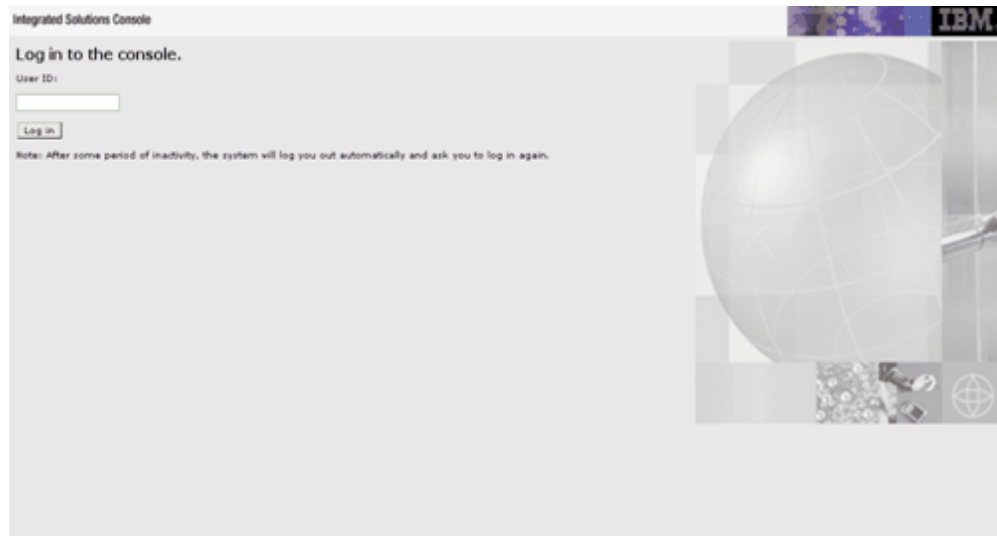 Integrated Solutions Console
IBM
Log in to the console.
User ID:
Log in
Note: After some period of inactivity, the system will log you out automatically and ask you to log in again.